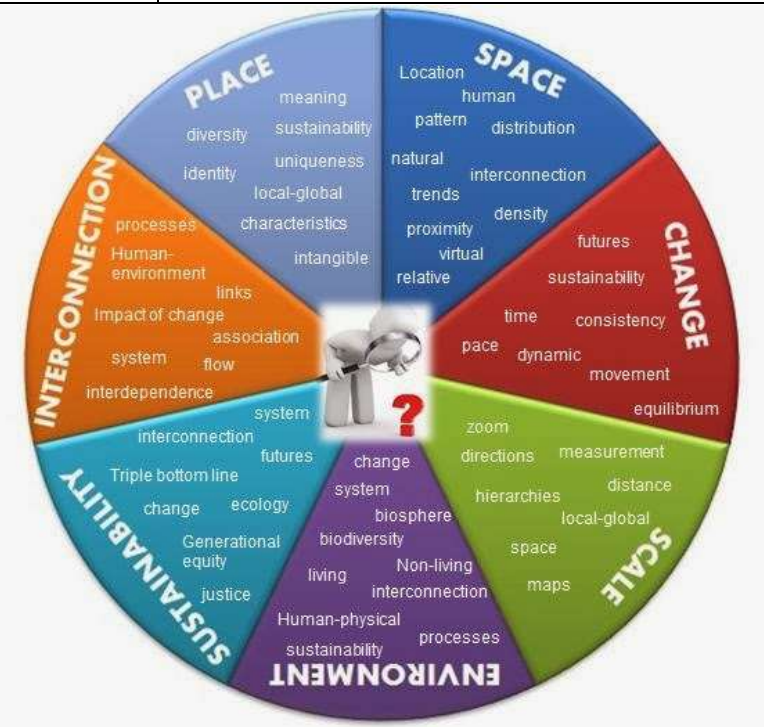 PLACE
meaning
diversity
sustainability
uniqueness
identity
local-global
characteristics
intangible
SPACE
Location
human
pattern
distribution
natural
interconnection
trends
density
proximity
virtual
relative
CHANGE
futures
sustainability
time
consistency
pace
dynamic
movement
equilibrium
SCALE
zoom
directions
measurement
distance
hierarchies
local-global
space
maps
ENVIRONMENT
change
system
biosphere
biodiversity
Non-living
living
interconnection
Human-physical
processes
sustainability
SUSTAINABILITY
system
interconnection
futures
Triple bottom line
change
ecology
Generational
equity
justice
INTERCONNECTION
processes
Human-
environment
links
Impact of change
association
system
flow
interdependence
?